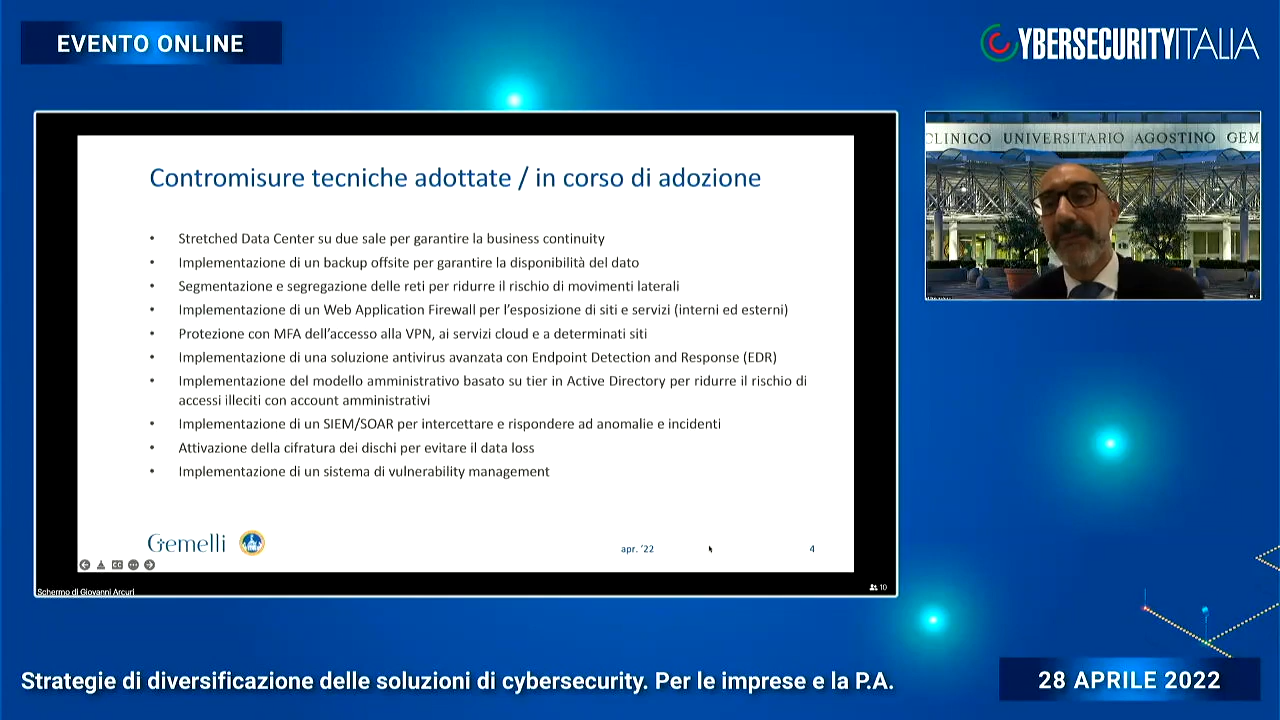 EVENTO ONLINE
CYBERSECURITYITALIA
CLINICO UNIVERSITARIO AGOSTINO GEM
Contromisure tecniche adottate / in corso di adozione
• Stretched Data Center su due sale per garantire la business continuity
• Implementazione di un backup offsite per garantire la disponibilità del dato
• Segmentazione e segregazione delle reti per ridurre il rischio di movimenti laterali
• Implementazione di un Web Application Firewall per l'esposizione di siti e servizi (interni ed esterni)
• Protezione con MFA dell'accesso alla VPN, ai servizi cloud e a determinati siti
• Implementazione di una soluzione antivirus avanzata con Endpoint Detection and Response (EDR)
• Implementazione del modello amministrativo basato su tier in Active Directory per ridurre il rischio di
accessi illeciti con account amministrativi
• Implementazione di un SIEM/SOAR per intercettare e rispondere ad anomalie e incidenti
• Attivazione della cifratura dei dischi per evitare il data loss
• Implementazione di un sistema di vulnerability management
Gemelli
apr. '22
4
Schermo di Giovanni Arcuri
10
Strategie di diversificazione delle soluzioni di cybersecurity. Per le imprese e la P.A.
28 APRILE 2022